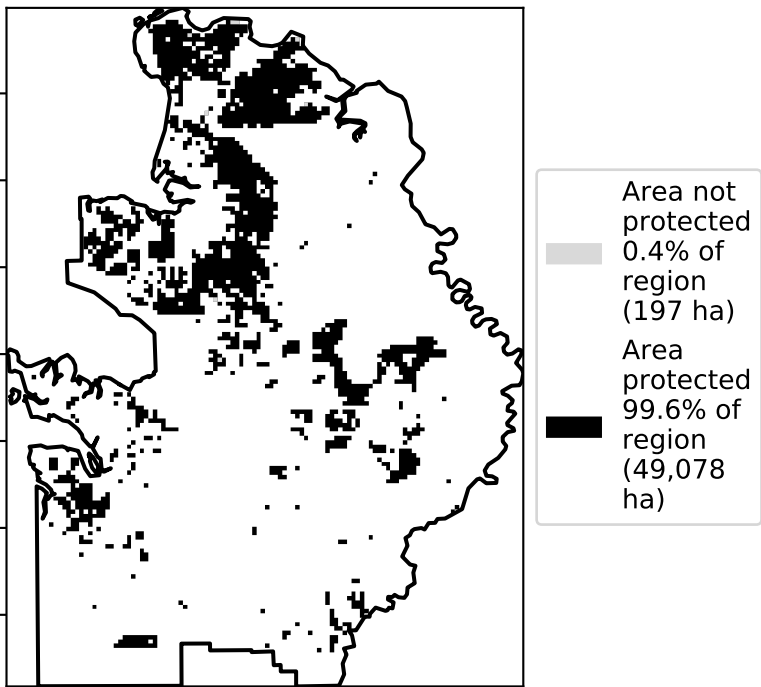 Area not
protected
0.4% of
region
(197 ha)
Area
protected
99.6% of
region
(49,078
ha)